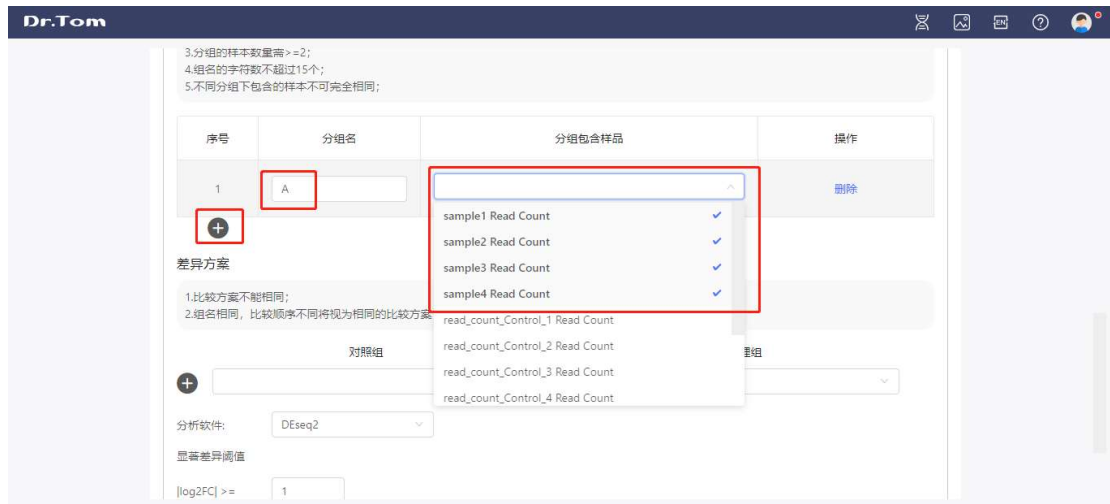 Dr.Tom
EN
3.分组的样本数量需>=2;
4.组名的字符数不超过15个;
5.不同分组下包含的样本不可完全相同;
序号 分组名 分组包含样品 操作
1 A 删除
sample1 Read Count
sample2 Read Count
sample3 Read Count
sample4 Read Count
read_count_Control_1 Read Count
read_count_Control_2 Read Count
read_count_Control_3 Read Count
read_count_Control_4 Read Count
差异方案
1.比较方案不能相同;
2.组名相同，比较顺序不同将视为相同的比较方案
对照组 理组
分析软件: DEseq2
显著差异阈值
|log2FC| >= 1